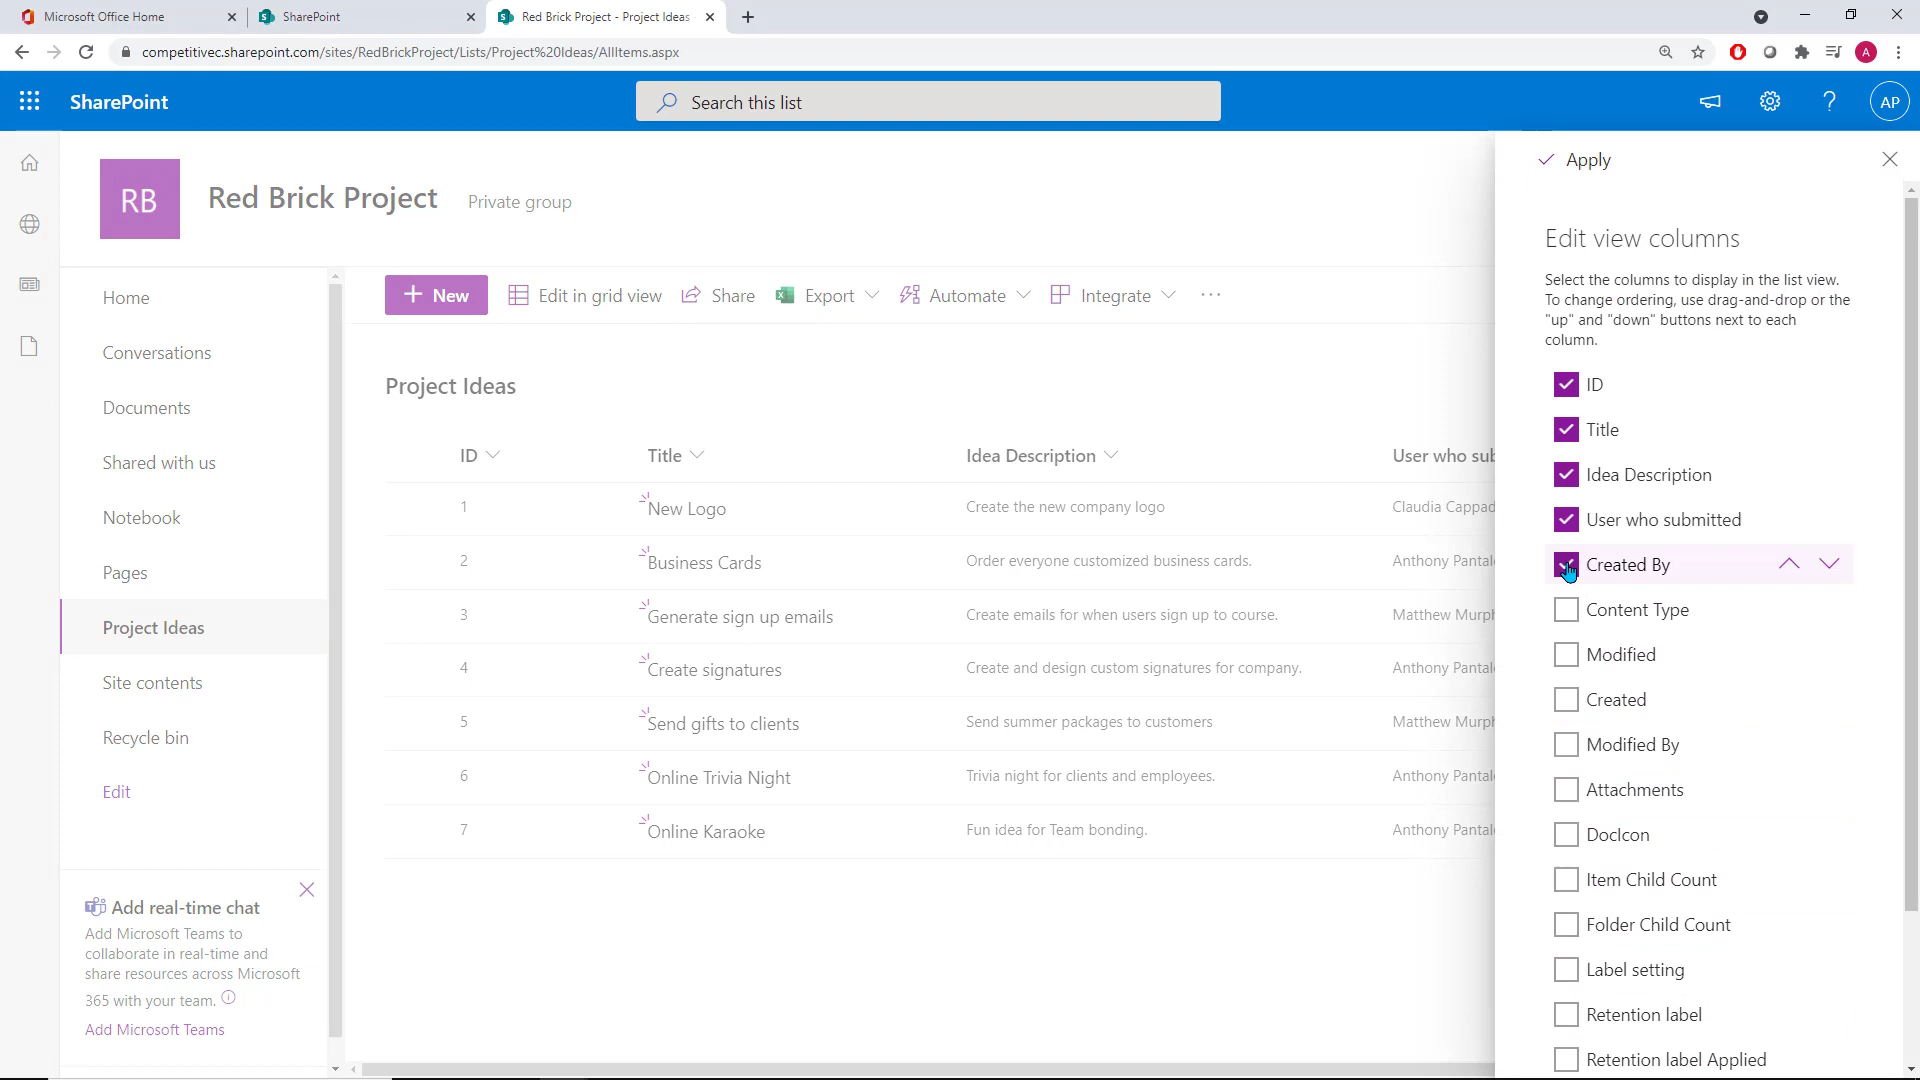 Microsoft Office Home
SharePoint
Red Brick Project - Project Ideas
competitivec.sharepoint.com/sites/RedBrickProject/Lists/Project%20Ideas/AllItems.aspx
A
SharePoint
Search this list
AP
RB
Red Brick Project
Private group
Home
Conversations
Documents
Shared with us
Notebook
Pages
Project Ideas
Site contents
Recycle bin
Edit
Add real-time chat
Add Microsoft Teams to
collaborate in real-time and
share resources across Microsoft
365 with your team.
Add Microsoft Teams
New
Edit in grid view
Share
Export
Automate
Integrate
Project Ideas
ID Title Idea Description User who sub
1 New Logo Create the new company logo Claudia Cappad
2 Business Cards Order everyone customized business cards. Anthony Pantal
3 Generate sign up emails Create emails for when users sign up to course. Matthew Murph
4 Create signatures Create and design custom signatures for company. Anthony Pantal
5 Send gifts to clients Send summer packages to customers Matthew Murph
6 Online Trivia Night Trivia night for clients and employees. Anthony Pantal
7 Online Karaoke Fun idea for Team bonding. Anthony Pantal
Apply
Edit view columns
Select the columns to display in the list view.
To change ordering, use drag-and-drop or the
"up" and "down" buttons next to each
column.
ID
Title
Idea Description
User who submitted
Created By
Content Type
Modified
Created
Modified By
Attachments
DocIcon
Item Child Count
Folder Child Count
Label setting
Retention label
Retention label Applied